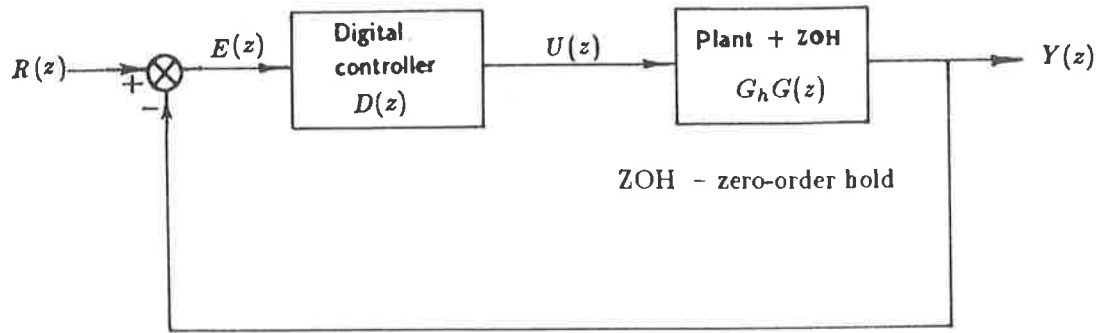 R(z)
+
-
E(z)
Digital
controller
D(z)
U(z)
Plant + ZOH
G_hG(z)
Y(z)
ZOH - zero-order hold